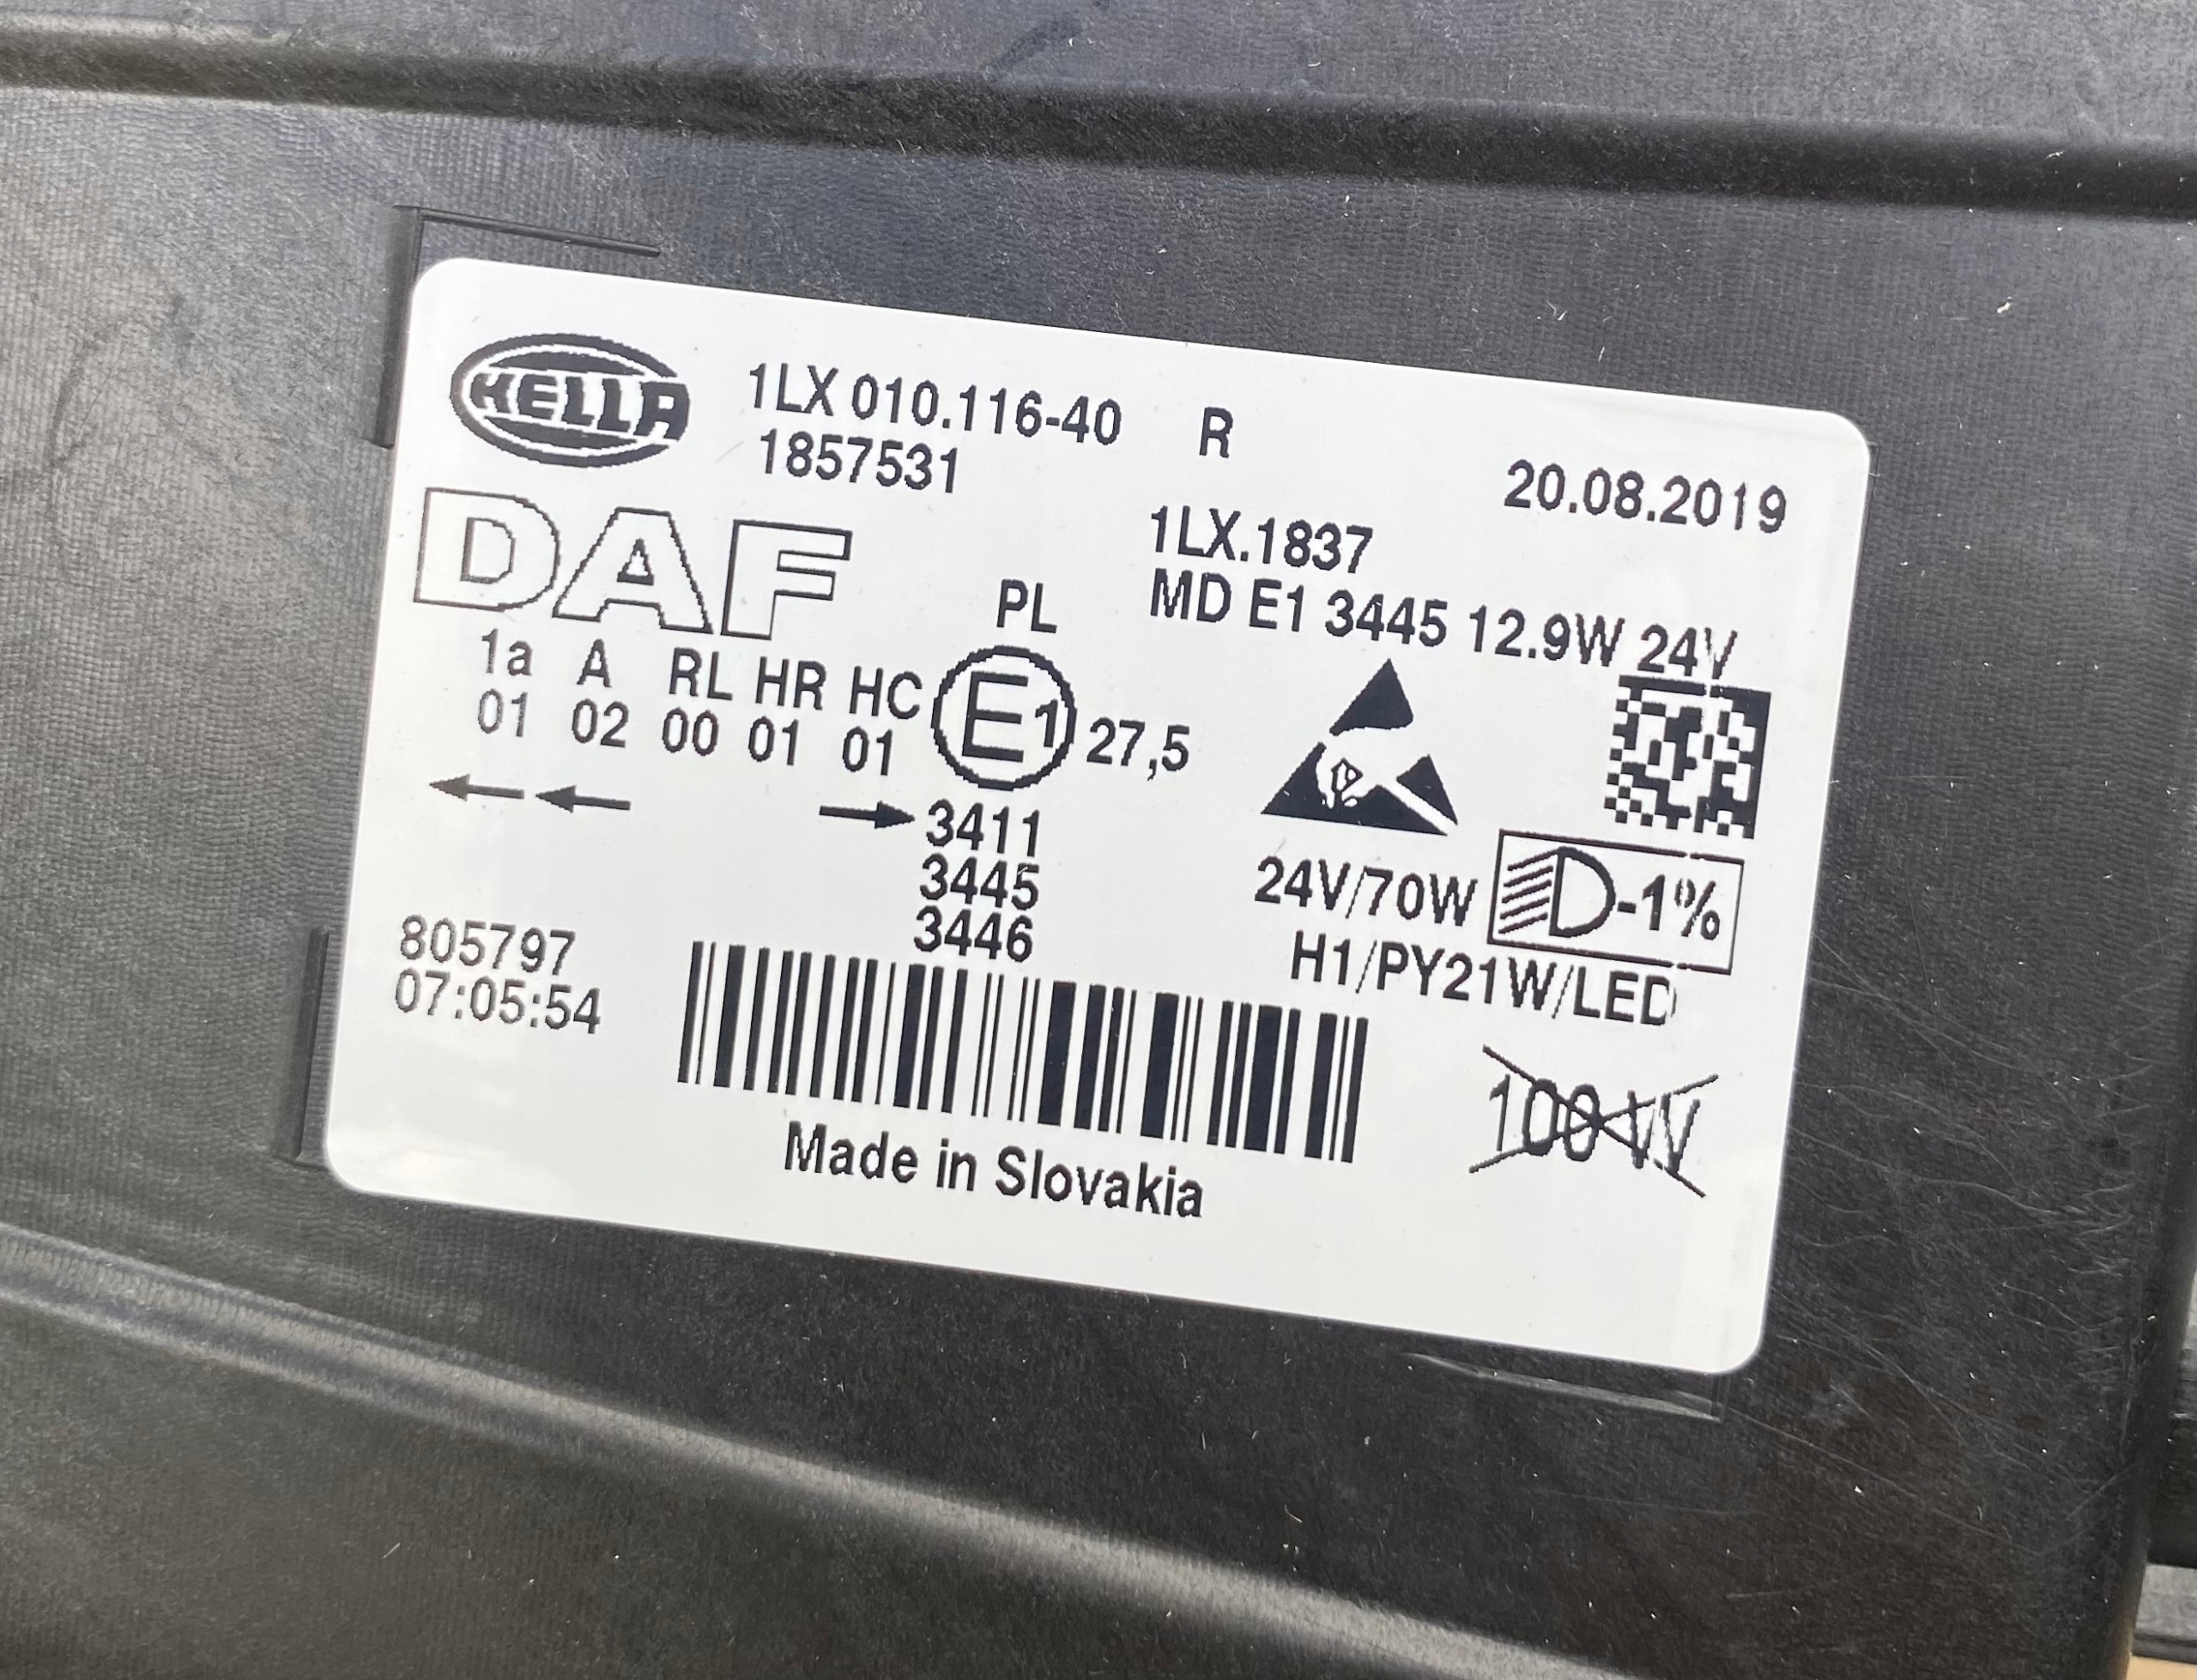 HELLA
1LX 010.116-40 R
1857531
20.08.2019
DAF
1LX.1837
PL
MD E1 3445 12.9W 24V
1a A RL HR HC
01 02 00 01 01
E1 27,5
3411
3445
3446
24V/70W
-1%
H1/PY21W/LED
805797
07:05:54
100 W
Made in Slovakia